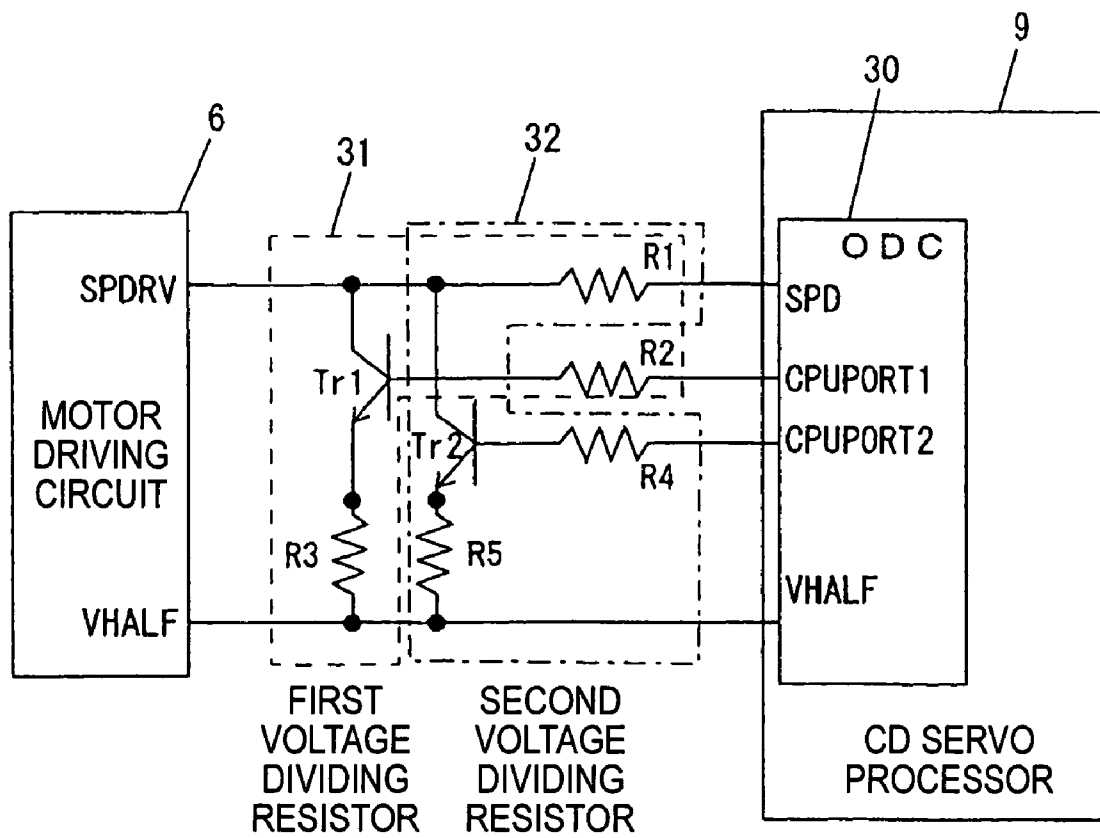 9
30
6
31
32
O D C
R1
SPDRV
SPD
R2
Tr1
CPUPORT1
MOTOR
DRIVING
CIRCUIT
Tr2
CPUPORT2
R4
R3
R5
VHALF
VHALF
FIRST
VOLTAGE
DIVIDING
RESISTOR
SECOND
VOLTAGE
DIVIDING
RESISTOR
CD SERVO
PROCESSOR